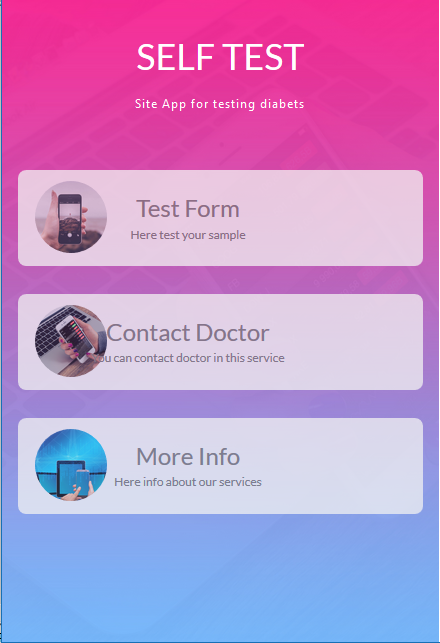 SELF TEST
Site App for testing diabets
Test Form
Here test your sample
Contact Doctor
ou can contact doctor in this service
More Info
Here info about our services